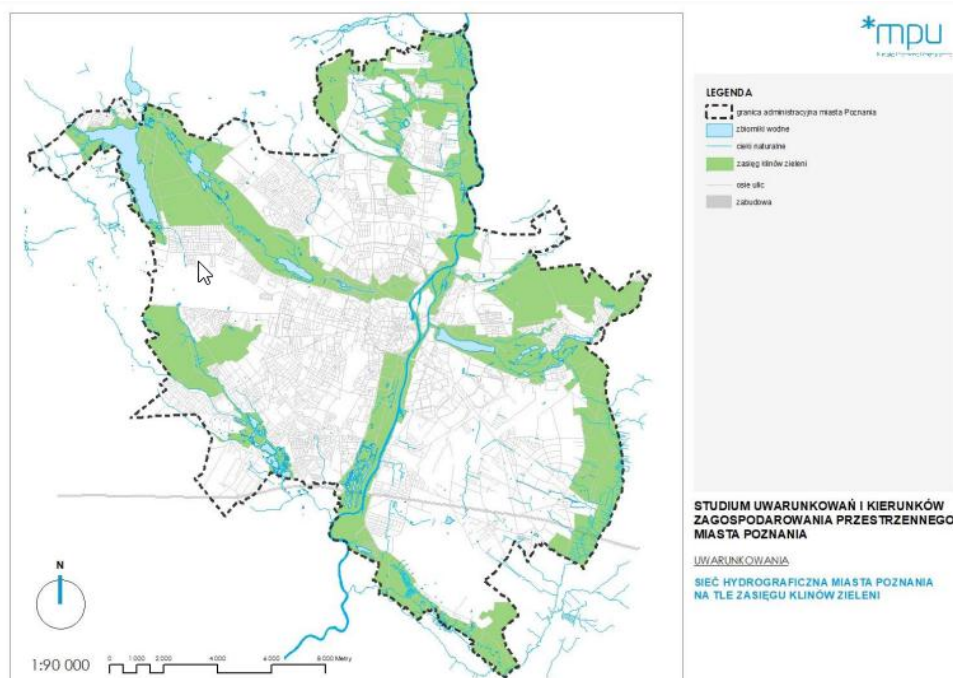 *mpu
LEGENDA
granica administracyjna miasta Poznania
zbiorniki wodne
cieki naturalne
zasięg klinów zieleni
osie ulic
zabudowa
STUDIUM UWARUNKOWAŃ I KIERUNKÓW
ZAGOSPODAROWANIA PRZESTRZENNEGO
MIASTA POZNANIA
UWARUNKOWANIA
SIEĆ HYDROGRAFICZNA MIASTA POZNANIA
NA TLE ZASIĘGU KLINÓW ZIELENI
N
1:90 000
0 1 000 2 000 4 000 6 000 8 000 Metry